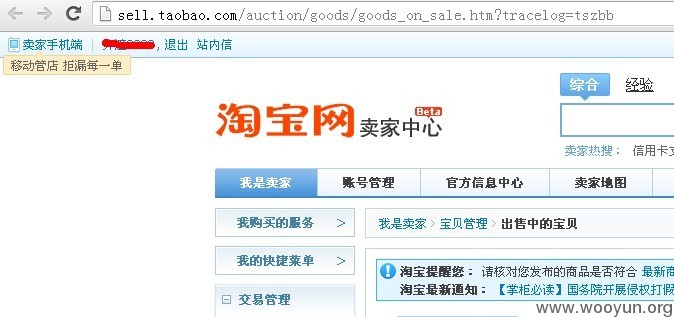 sell.taobao.com/auction/goods/goods_on_sale.htm?tracelog=tszbb
卖家手机端 | , 退出 站内信
移动管店 拒漏每一单
综合 经验
淘宝网 卖家中心 Beta
卖家热搜： 信用卡支
我是卖家 账号管理 官方信息中心 卖家地图
我购买的服务 >
我是卖家 > 宝贝管理 > 出售中的宝贝
我的快捷菜单 >
淘宝提醒您： 请核对您发布的商品是否符合 最新商
淘宝最新通知： 【掌柜必读】国务院开展侵权打假
交易管理
www.wooyun.org